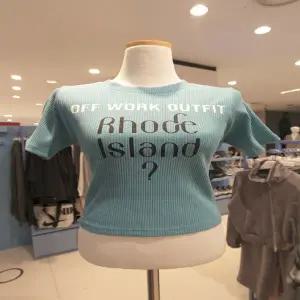 OFF WORK OUTFIT
Rhode
Island
?